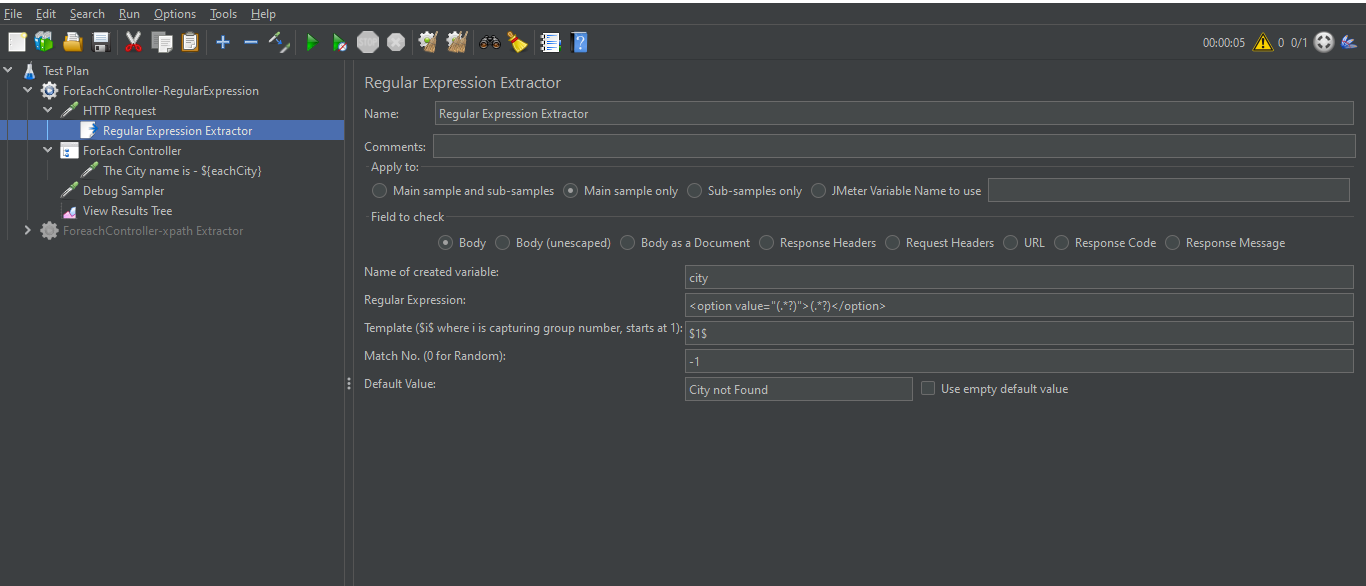 File Edit Search Run Options Tools Help
00:00:05 0 0/1
Test Plan
ForEachController-RegularExpression
HTTP Request
Regular Expression Extractor
ForEach Controller
The City name is - ${eachCity}
Debug Sampler
View Results Tree
ForeachController-xpath Extractor
Regular Expression Extractor
Name: Regular Expression Extractor
Comments:
Apply to:
Main sample and sub-samples Main sample only Sub-samples only JMeter Variable Name to use
Field to check
Body Body (unescaped) Body as a Document Response Headers Request Headers URL Response Code Response Message
Name of created variable: city
Regular Expression: <option value="(.*?)">(.*?)</option>
Template ($i$ where i is capturing group number, starts at 1): $1$
Match No. (0 for Random): -1
Default Value: City not Found Use empty default value